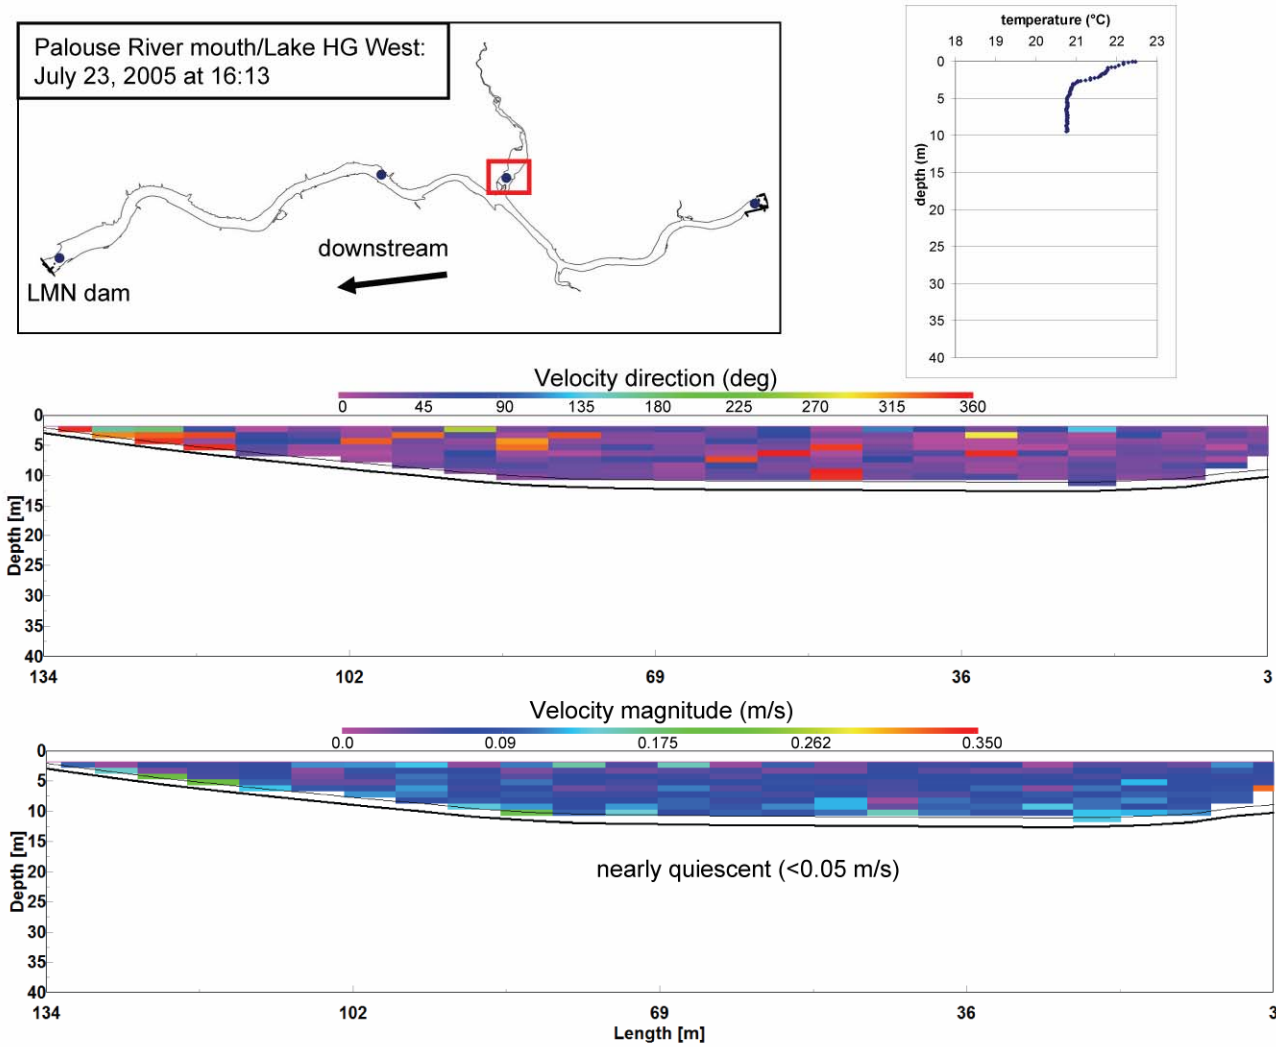 Palouse River mouth/Lake HG West:
July 23, 2005 at 16:13
downstream
LMN dam
temperature (°C)
18 19 20 21 22 23
0
5
10
15
20
25
30
35
40
depth (m)
Velocity direction (deg)
0 45 90 135 180 225 270 315 360
0
5
10
15
20
25
30
35
40
Depth [m]
134 102 69 36 3
Velocity magnitude (m/s)
0.0 0.09 0.175 0.262 0.350
0
5
10
15
20
25
30
35
40
Depth [m]
nearly quiescent (<0.05 m/s)
134 102 69 36 3
Length [m]